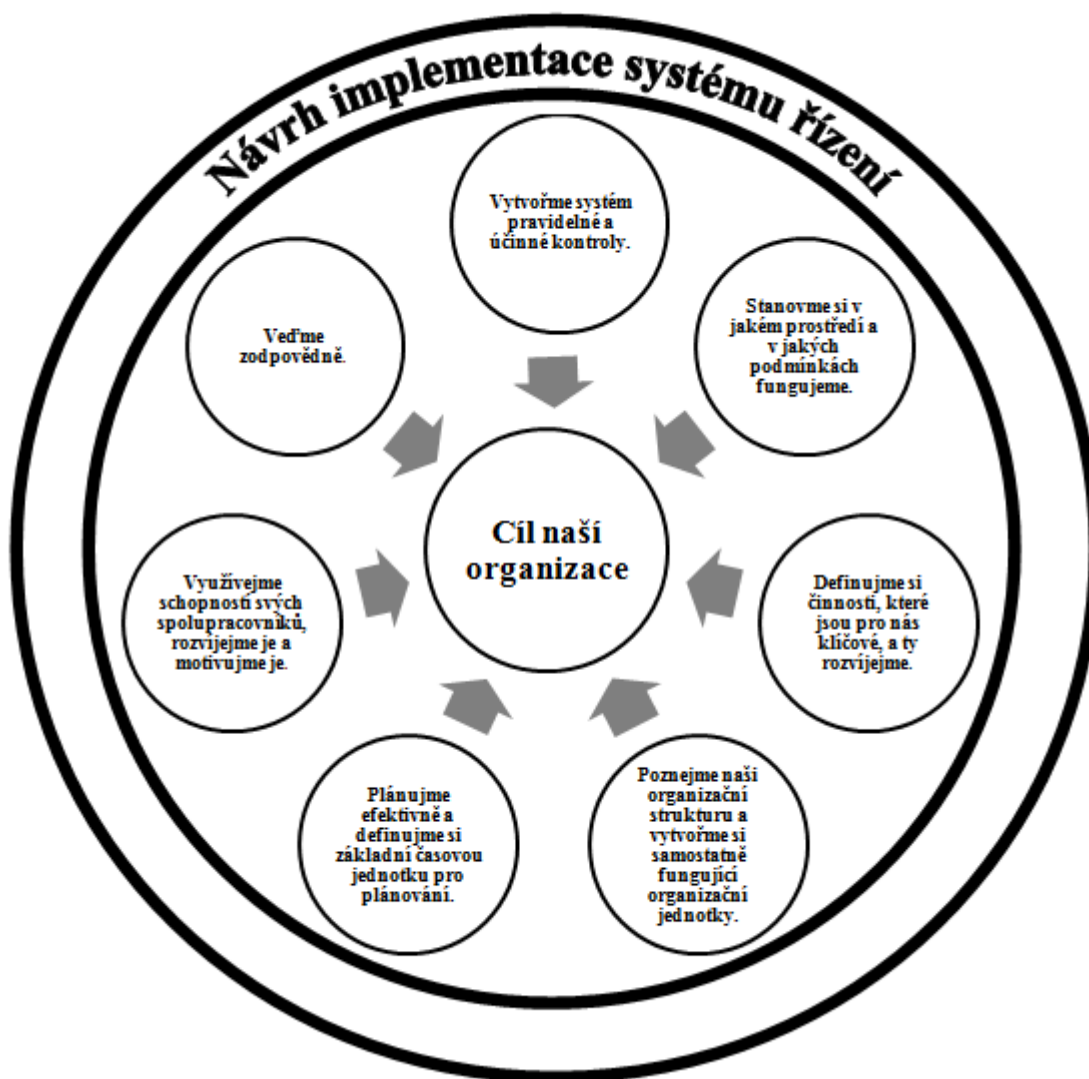 Návrh implementace systému řízení
Vytvořme systém
pravidelné a
účinné kontroly.
Stanovme si v
jakém prostředí a
v jakých
podmínkách
fungujeme.
Definujme si
činnosti, které
jsou pro nás
klíčové, a ty
rozvíjejme.
Poznejme naši
organizační
strukturu a
vytvořme si
samostatně
fungující
organizační
jednotky.
Plánujme
efektivně a
definujme si
základní časovou
jednotku pro
plánování.
Využívejme
schopností svých
spolupracovníků,
rozvíjejme je a
motivujme je.
Veďme
zodpovědně.
Cíl naší
organizace